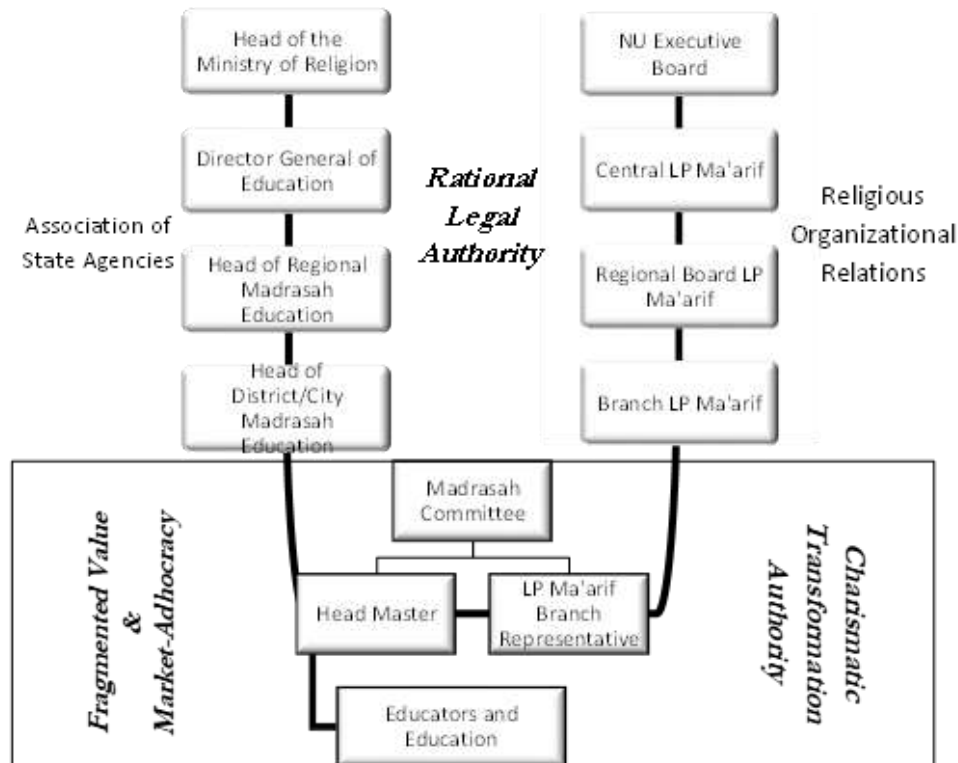 Head of the
Ministry of Religion
NU Executive
Board
Director General of
Education
Rational
Legal
Authority
Central LP Ma'arif
Association of
State Agencies
Religious
Organizational
Relations
Head of Regional
Madrasah
Education
Regional Board LP
Ma'arif
Head of
District/City
Madrasah
Education
Branch LP Ma'arif
Madrasah
Committee
Fragmented Value
&
Market-Adhocracy
Head Master
LP Ma'arif
Branch
Representative
Charismatic
Transformation
Authority
Educators and
Education